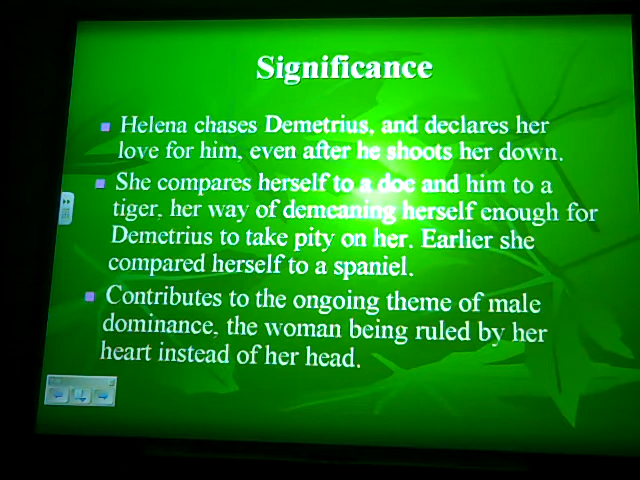 Significance
Helena chases Demetrius, and declares her
love for him, even after he shoots her down.
She compares herself to a doe and him to a
tiger, her way of demeaning herself enough for
Demetrius to take pity on her. Earlier she
compared herself to a spaniel.
Contributes to the ongoing theme of male
dominance, the woman being ruled by her
heart instead of her head.